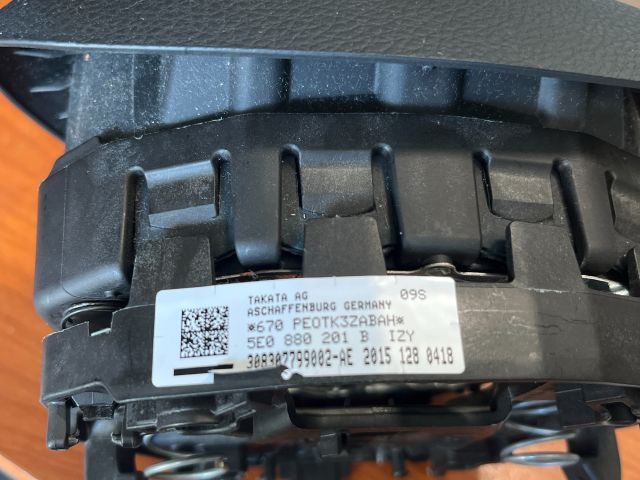 TAKATA AG 09S
ASCHAFFENBURG GERMANY
*670 PEOTK3ZABAH*
5E0 880 201 B IZY
308307799002-AE 2015 128 0418